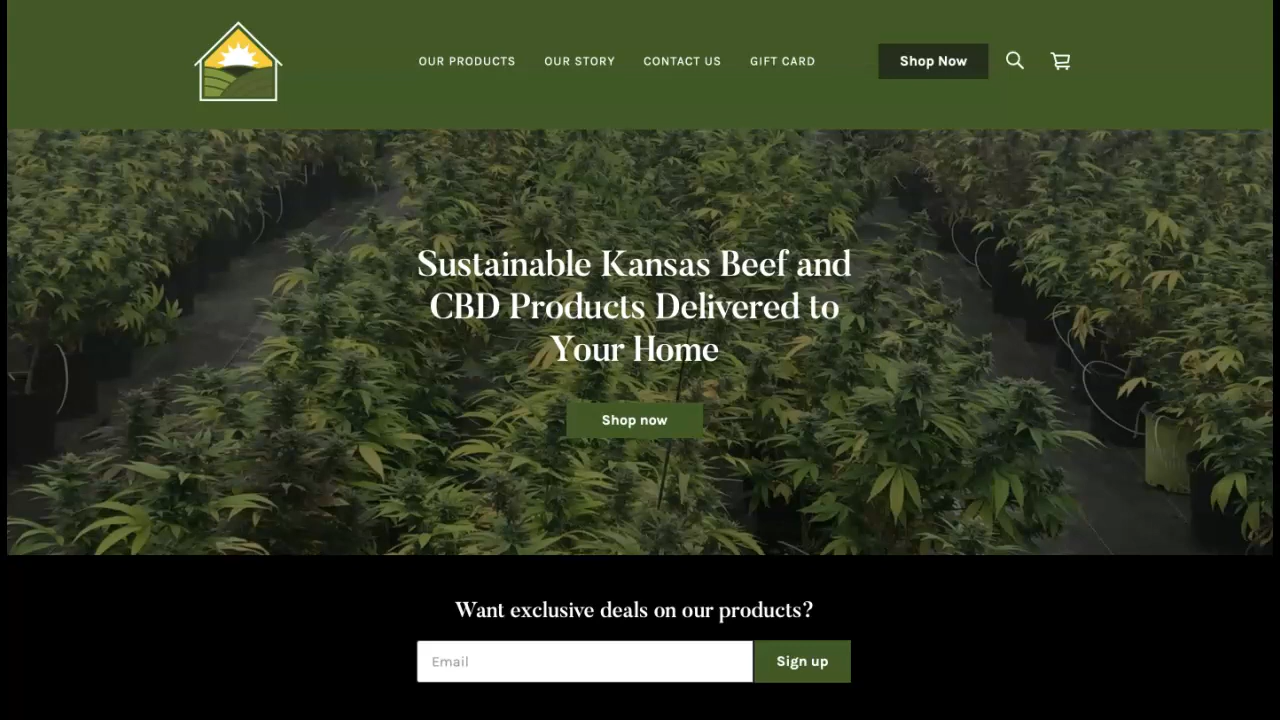 OUR PRODUCTS OUR STORY CONTACT US GIFT CARD Shop Now
Sustainable Kansas Beef and
CBD Products Delivered to
Your Home
Shop now
Want exclusive deals on our products?
Email Sign up